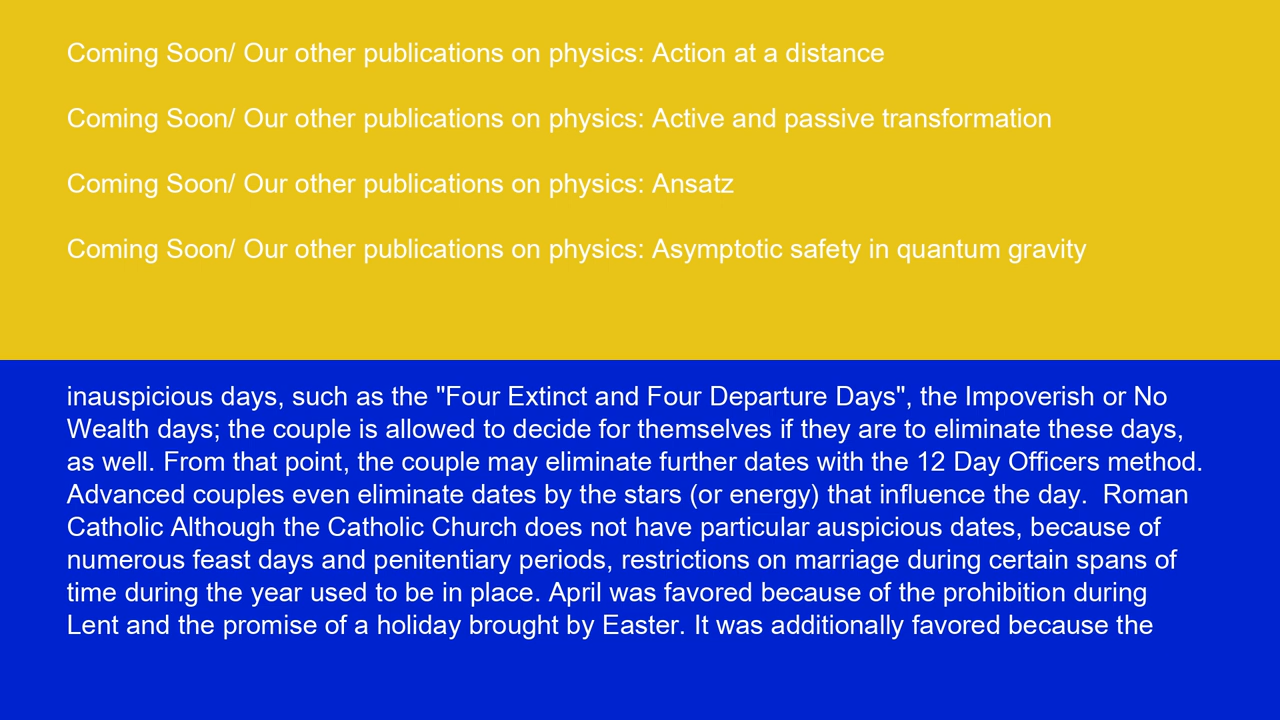 Coming Soon/ Our other publications on physics: Action at a distance
Coming Soon/ Our other publications on physics: Active and passive transformation
Coming Soon/ Our other publications on physics: Ansatz
Coming Soon/ Our other publications on physics: Asymptotic safety in quantum gravity
inauspicious days, such as the "Four Extinct and Four Departure Days", the Impoverish or No
Wealth days; the couple is allowed to decide for themselves if they are to eliminate these days,
as well. From that point, the couple may eliminate further dates with the 12 Day Officers method.
Advanced couples even eliminate dates by the stars (or energy) that influence the day.  Roman
Catholic Although the Catholic Church does not have particular auspicious dates, because of
numerous feast days and penitentiary periods, restrictions on marriage during certain spans of
time during the year used to be in place. April was favored because of the prohibition during
Lent and the promise of a holiday brought by Easter. It was additionally favored because the